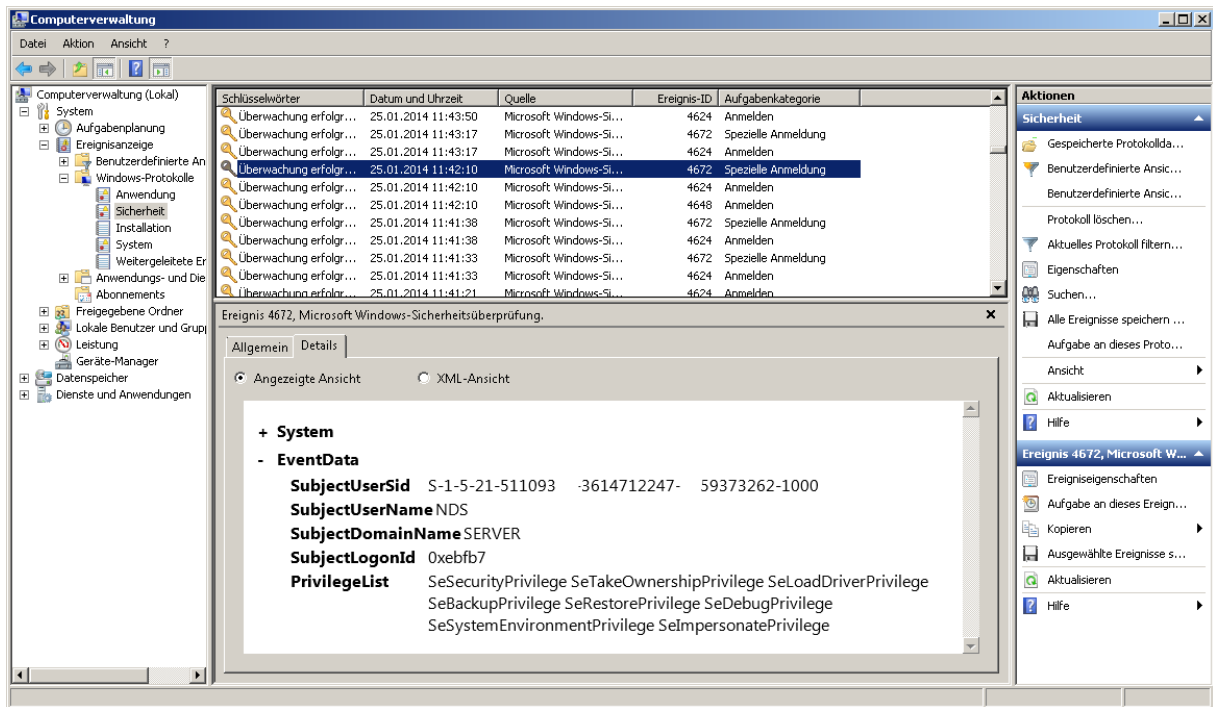 Computerverwaltung
Datei Aktion Ansicht ?
Computerverwaltung (Lokal)
System
Aufgabenplanung
Ereignisanzeige
Benutzerdefinierte An
Windows-Protokolle
Anwendung
Sicherheit
Installation
System
Weitergeleitete Er
Anwendungs- und Die
Abonnements
Freigegebene Ordner
Lokale Benutzer und Grupp
Leistung
Geräte-Manager
Datenspeicher
Dienste und Anwendungen
Schlüsselwörter Datum und Uhrzeit Quelle Ereignis-ID Aufgabenkategorie
Überwachung erfolgr... 25.01.2014 11:43:50 Microsoft Windows-Si... 4624 Anmelden
Überwachung erfolgr... 25.01.2014 11:43:17 Microsoft Windows-Si... 4672 Spezielle Anmeldung
Überwachung erfolgr... 25.01.2014 11:43:17 Microsoft Windows-Si... 4624 Anmelden
Überwachung erfolgr... 25.01.2014 11:42:10 Microsoft Windows-Si... 4672 Spezielle Anmeldung
Überwachung erfolgr... 25.01.2014 11:42:10 Microsoft Windows-Si... 4624 Anmelden
Überwachung erfolgr... 25.01.2014 11:42:10 Microsoft Windows-Si... 4648 Anmelden
Überwachung erfolgr... 25.01.2014 11:41:38 Microsoft Windows-Si... 4672 Spezielle Anmeldung
Überwachung erfolgr... 25.01.2014 11:41:38 Microsoft Windows-Si... 4624 Anmelden
Überwachung erfolgr... 25.01.2014 11:41:33 Microsoft Windows-Si... 4672 Spezielle Anmeldung
Überwachung erfolgr... 25.01.2014 11:41:33 Microsoft Windows-Si... 4624 Anmelden
Überwachung erfolgr... 25.01.2014 11:41:21 Microsoft Windows-Si... 4624 Anmelden
Ereignis 4672, Microsoft Windows-Sicherheitsüberprüfung.
Allgemein Details
Angezeigte Ansicht XML-Ansicht
+ System
- EventData
SubjectUserSid S-1-5-21-511093 -3614712247- 59373262-1000
SubjectUserName NDS
SubjectDomainName SERVER
SubjectLogonId 0xebfb7
PrivilegeList SeSecurityPrivilege SeTakeOwnershipPrivilege SeLoadDriverPrivilege
SeBackupPrivilege SeRestorePrivilege SeDebugPrivilege
SeSystemEnvironmentPrivilege SeImpersonatePrivilege
Aktionen
Sicherheit
Gespeicherte Protokollda...
Benutzerdefinierte Ansic...
Benutzerdefinierte Ansic...
Protokoll löschen...
Aktuelles Protokoll filtern...
Eigenschaften
Suchen...
Alle Ereignisse speichern ...
Aufgabe an dieses Proto...
Ansicht
Aktualisieren
Hilfe
Ereignis 4672, Microsoft W...
Ereigniseigenschaften
Aufgabe an dieses Ereign...
Kopieren
Ausgewählte Ereignisse s...
Aktualisieren
Hilfe